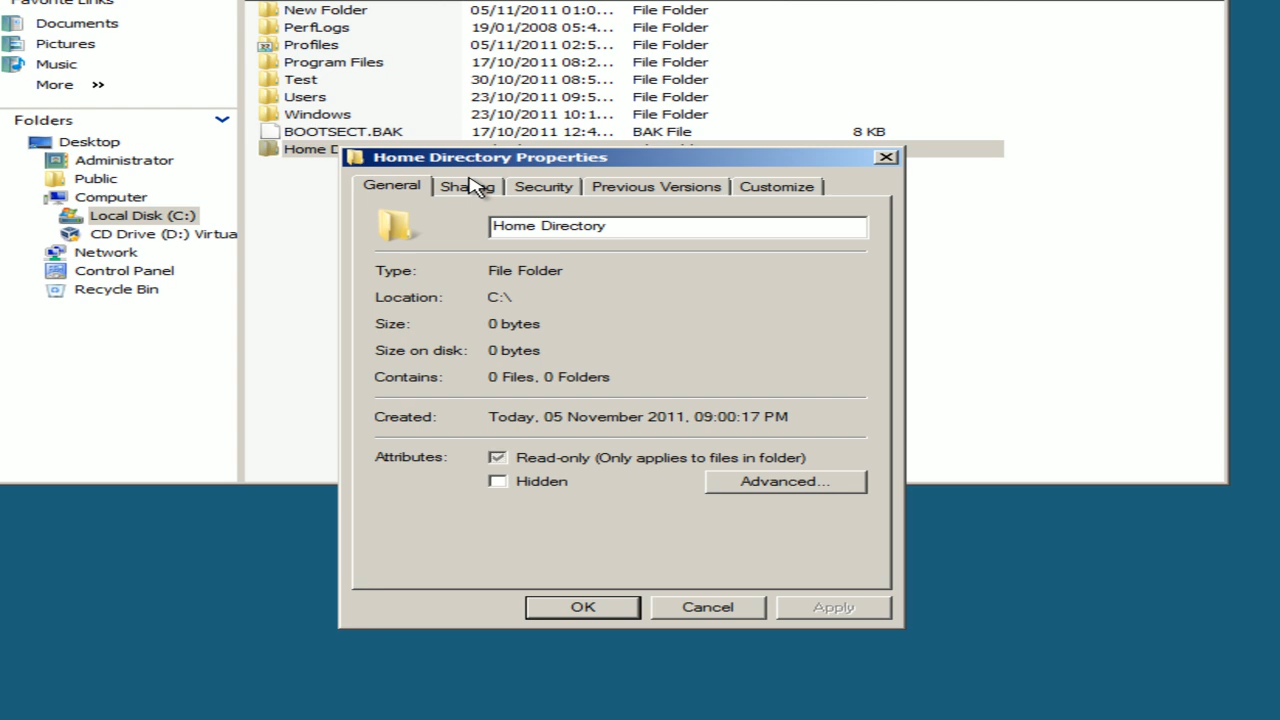 Favorite Links
Documents
Pictures
Music
More >>
Folders
Desktop
Administrator
Public
Computer
Local Disk (C:)
CD Drive (D:) Virtua
Network
Control Panel
Recycle Bin
New Folder 05/11/2011 01:0... File Folder
PerfLogs 19/01/2008 05:4... File Folder
Profiles 05/11/2011 02:5... File Folder
Program Files 17/10/2011 08:2... File Folder
Test 30/10/2011 08:5... File Folder
Users 23/10/2011 09:5... File Folder
Windows 23/10/2011 10:1... File Folder
BOOTSECT.BAK 17/10/2011 12:4... BAK File 8 KB
Home D
Home Directory Properties
General Sharing Security Previous Versions Customize
Home Directory
Type: File Folder
Location: C:\
Size: 0 bytes
Size on disk: 0 bytes
Contains: 0 Files, 0 Folders
Created: Today, 05 November 2011, 09:00:17 PM
Attributes: Read-only (Only applies to files in folder)
Hidden Advanced...
OK Cancel Apply